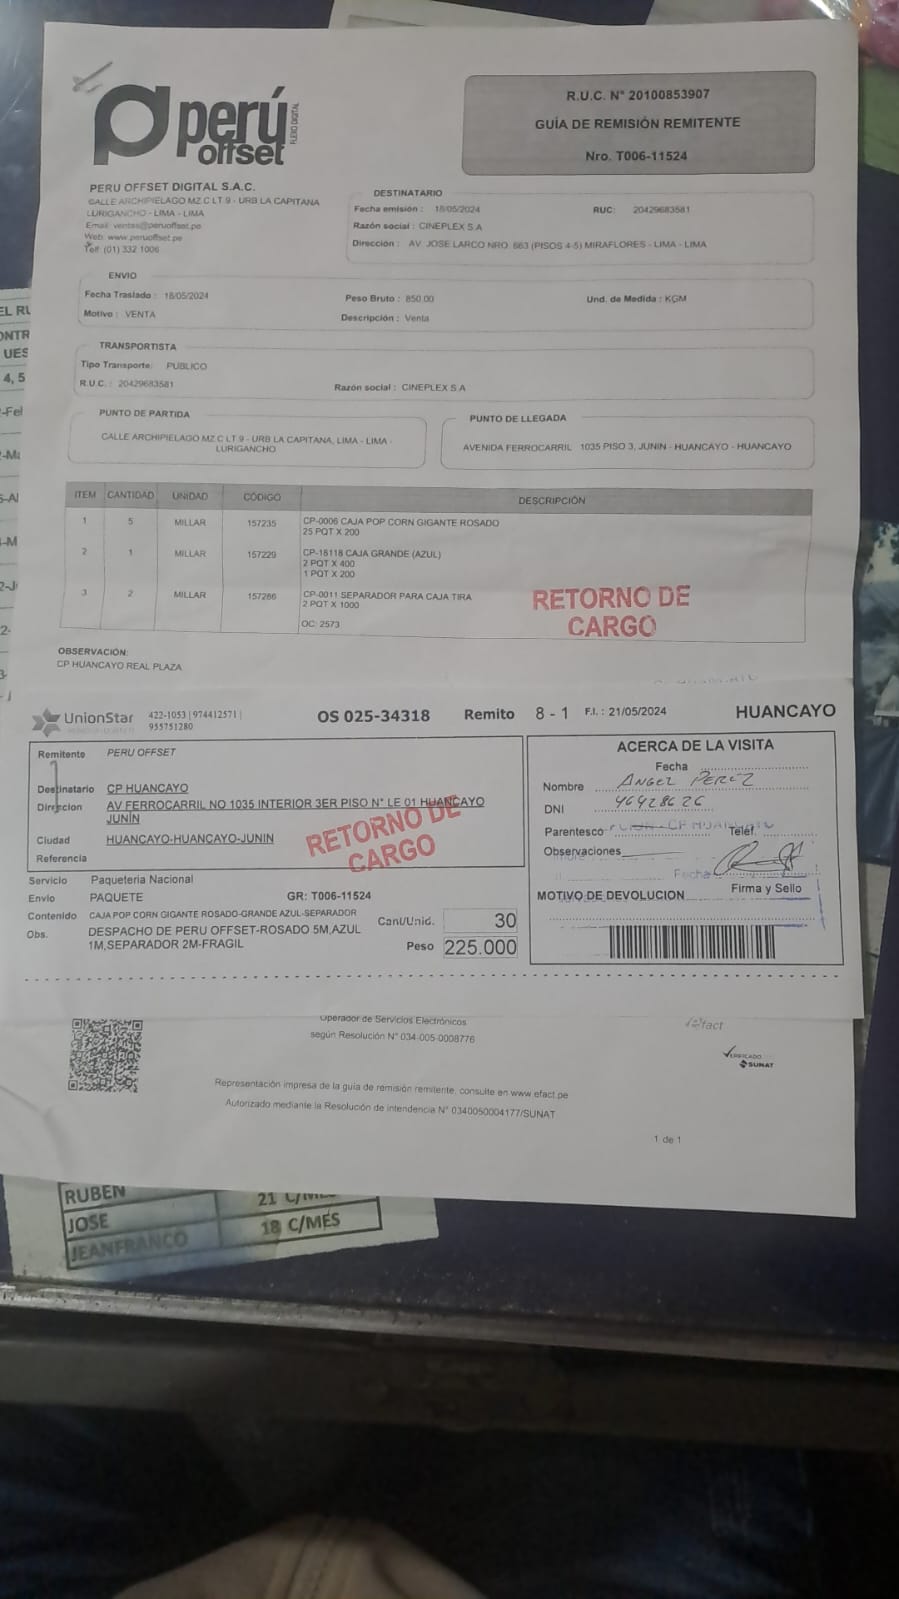 perú
offset
FLEXO DIGITAL
R.U.C. N° 20100853907
GUÍA DE REMISIÓN REMITENTE
Nro. T006-11524
PERU OFFSET DIGITAL S.A.C.
CALLE ARCHIPIELAGO MZ C LT 9 - URB LA CAPITANA
LURIGANCHO - LIMA - LIMA
Email: ventas@peruoffset.pe
Web: www.peruoffset.pe
Telf: (01) 332 1006
DESTINATARIO
Fecha emisión : 18/05/2024 RUC: 20429683581
Razón social : CINEPLEX S A
Dirección : AV. JOSE LARCO NRO. 663 (PISOS 4-5) MIRAFLORES - LIMA - LIMA
ENVIO
Fecha Traslado : 18/05/2024 Peso Bruto : 850.00 Und. de Medida : KGM
Motivo : VENTA Descripción : Venta
TRANSPORTISTA
Tipo Transporte: PUBLICO
R.U.C. : 20429683581 Razón social : CINEPLEX S A
PUNTO DE PARTIDA
CALLE ARCHIPIELAGO MZ C LT 9 - URB LA CAPITANA, LIMA - LIMA -
LURIGANCHO
PUNTO DE LLEGADA
AVENIDA FERROCARRIL 1035 PISO 3, JUNIN - HUANCAYO - HUANCAYO
ITEM CANTIDAD UNIDAD CÓDIGO DESCRIPCIÓN
1 5 MILLAR 157235 CP-0006 CAJA POP CORN GIGANTE ROSADO
25 PQT X 200
2 1 MILLAR 157229 CP-18118 CAJA GRANDE (AZUL)
2 PQT X 400
1 PQT X 200
3 2 MILLAR 157286 CP-0011 SEPARADOR PARA CAJA TIRA
2 PQT X 1000
OC: 2573
RETORNO DE
CARGO
OBSERVACIÓN:
CP HUANCAYO REAL PLAZA
UnionStar 422-1053 | 974412571 |
955751280
OS 025-34318 Remito 8 - 1 F.I. : 21/05/2024 HUANCAYO
Remitente PERU OFFSET
Destinatario CP HUANCAYO
Direccion AV FERROCARRIL NO 1035 INTERIOR 3ER PISO N° LE 01 HUANCAYO
JUNÍN
Ciudad HUANCAYO-HUANCAYO-JUNIN
Referencia
RETORNO DE
CARGO
Servicio Paqueteria Nacional
Envio PAQUETE GR: T006-11524
Contenido CAJA POP CORN GIGANTE ROSADO-GRANDE AZUL-SEPARADOR
Obs. DESPACHO DE PERU OFFSET-ROSADO 5M,AZUL
1M,SEPARADOR 2M-FRAGIL
Cant/Unid. 30
Peso 225.000
ACERCA DE LA VISITA
Fecha
Nombre ANGEL PEREZ
DNI 46428626
Parentesco CP HUANCAYO Teléf.
Observaciones
Fecha
Firma y Sello
MOTIVO DE DEVOLUCION
Operador de Servicios Electrónicos
según Resolución N° 034-005-0008776
efact
VERIFICADO
SUNAT
Representación impresa de la guía de remisión remitente, consulte en www.efact.pe
Autorizado mediante la Resolución de intendencia N° 0340050004177/SUNAT
1 de 1
RUBEN 21 C/MES
JOSE 18 C/MES
JEANFRANCO